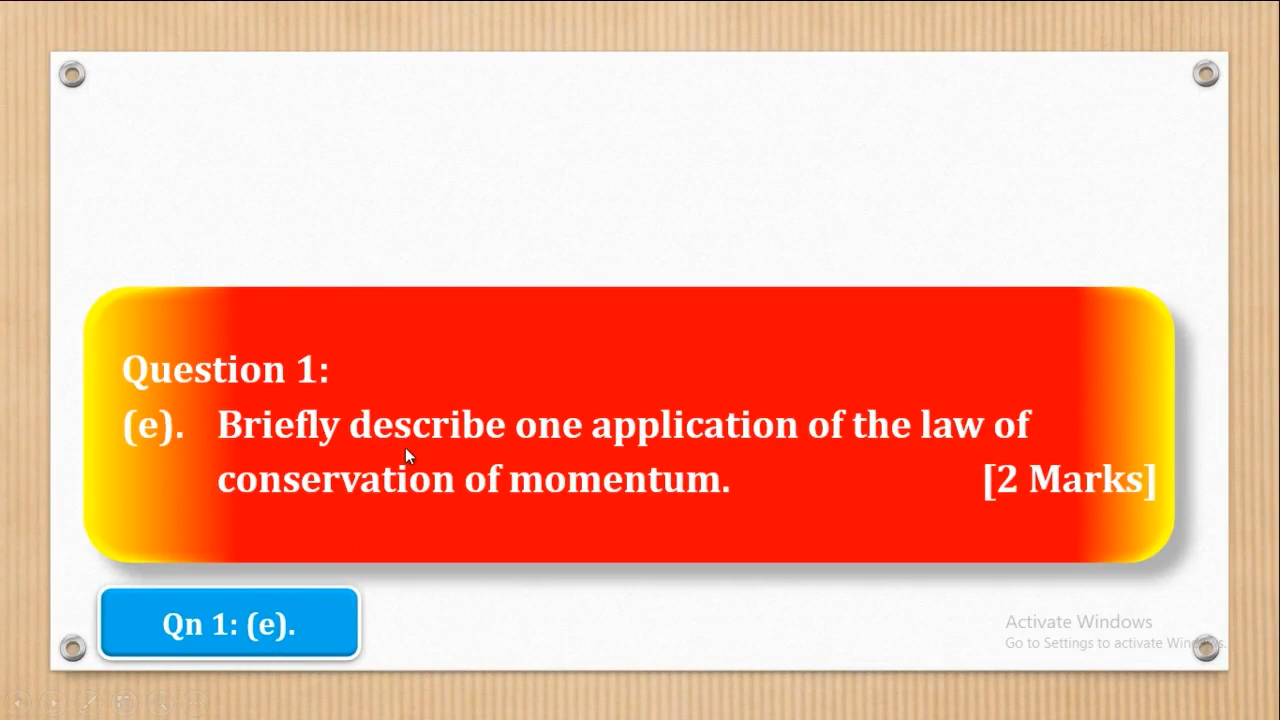 Question 1:
(e). Briefly describe one application of the law of
conservation of momentum. [2 Marks]
Qn 1: (e).
Activate Windows
Go to Settings to activate Windows.